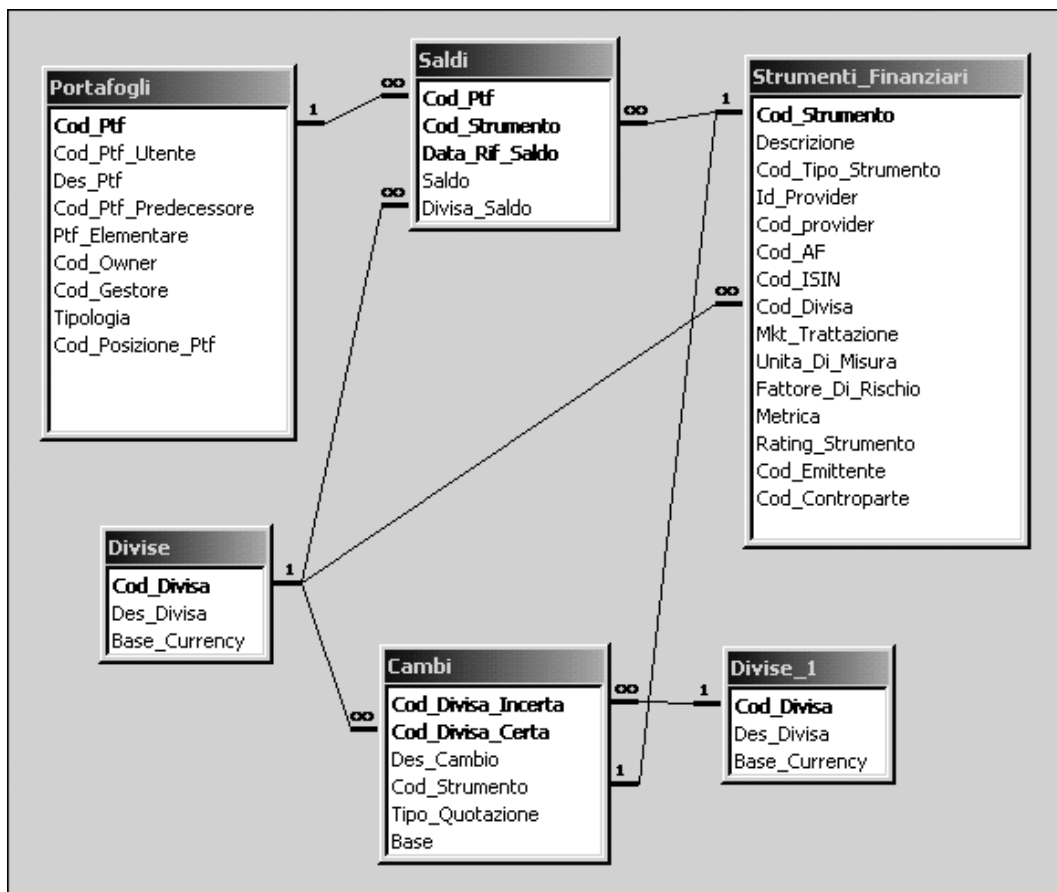 Portafogli
Cod_Ptf
Cod_Ptf_Utente
Des_Ptf
Cod_Ptf_Predecessore
Ptf_Elementare
Cod_Owner
Cod_Gestore
Tipologia
Cod_Posizione_Ptf
1
∞
Saldi
Cod_Ptf
Cod_Strumento
Data_Rif_Saldo
Saldo
Divisa_Saldo
∞
∞
1
Strumenti_Finanziari
Cod_Strumento
Descrizione
Cod_Tipo_Strumento
Id_Provider
Cod_provider
Cod_AF
Cod_ISIN
Cod_Divisa
Mkt_Trattazione
Unita_Di_Misura
Fattore_Di_Rischio
Metrica
Rating_Strumento
Cod_Emittente
Cod_Controparte
∞
Divise
Cod_Divisa
Des_Divisa
Base_Currency
1
∞
Cambi
Cod_Divisa_Incerta
Cod_Divisa_Certa
Des_Cambio
Cod_Strumento
Tipo_Quotazione
Base
∞
1
1
Divise_1
Cod_Divisa
Des_Divisa
Base_Currency